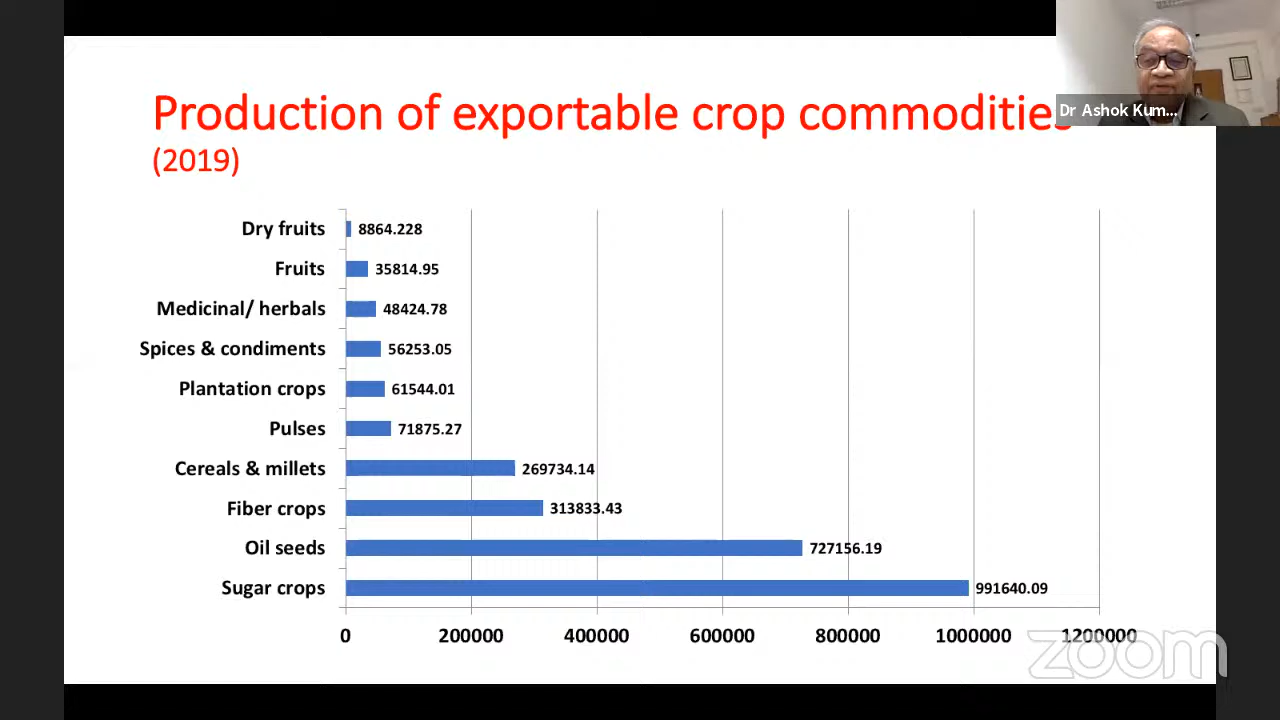 Production of exportable crop commodities
Dr Ashok Kum...
(2019)
Dry fruits 8864.228
Fruits 35814.95
Medicinal/ herbals 48424.78
Spices & condiments 56253.05
Plantation crops 61544.01
Pulses 71875.27
Cereals & millets 269734.14
Fiber crops 313833.43
Oil seeds 727156.19
Sugar crops 991640.09
0 200000 400000 600000 800000 1000000 1200000
zoom